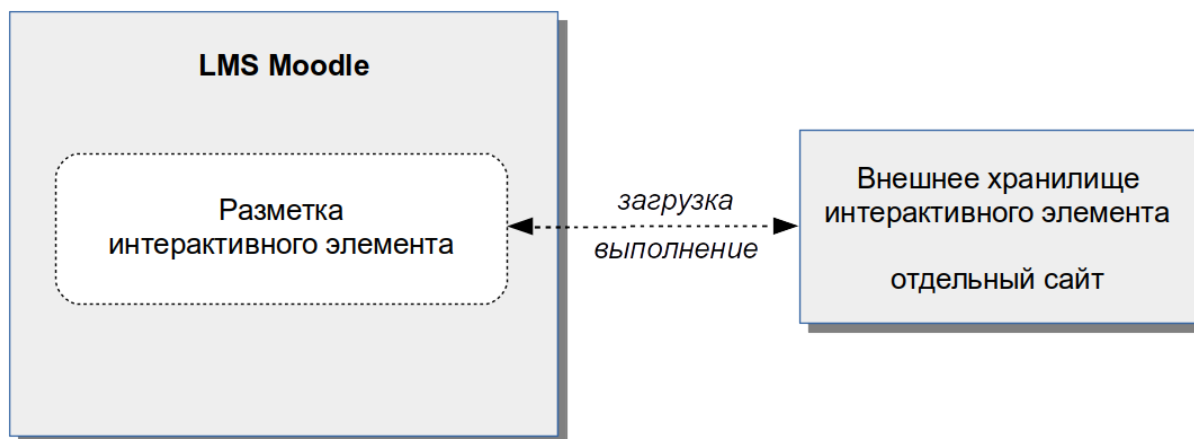 LMS Moodle
Разметка
интерактивного элемента
загрузка
выполнение
Внешнее хранилище
интерактивного элемента
отдельный сайт